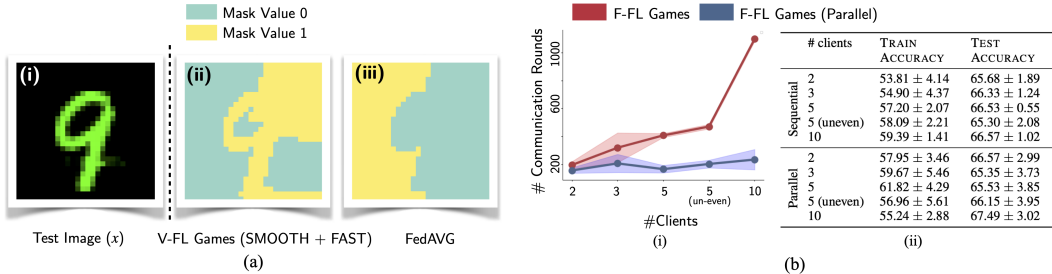 Mask Value 0
Mask Value 1
(i)
(ii)
(iii)
Test Image (x)
V-FL Games (SMOOTH + FAST)
FedAVG
(a)
F-FL Games
F-FL Games (Parallel)
# Communication Rounds
1000
600
200
2
3
5
5
10
(un-even)
#Clients
(i)
# clients TRAIN ACCURACY TEST ACCURACY
Sequential
2 53.81 ± 4.14 65.68 ± 1.89
3 54.90 ± 4.37 66.33 ± 1.24
5 57.20 ± 2.07 66.53 ± 0.55
5 (uneven) 58.09 ± 2.21 65.30 ± 2.08
10 59.39 ± 1.41 66.57 ± 1.02
Parallel
2 57.95 ± 3.46 66.57 ± 2.99
3 59.67 ± 5.46 65.35 ± 3.73
5 61.82 ± 4.29 65.53 ± 3.85
5 (uneven) 56.96 ± 5.61 66.15 ± 3.95
10 55.24 ± 2.88 67.49 ± 3.02
(ii)
(b)